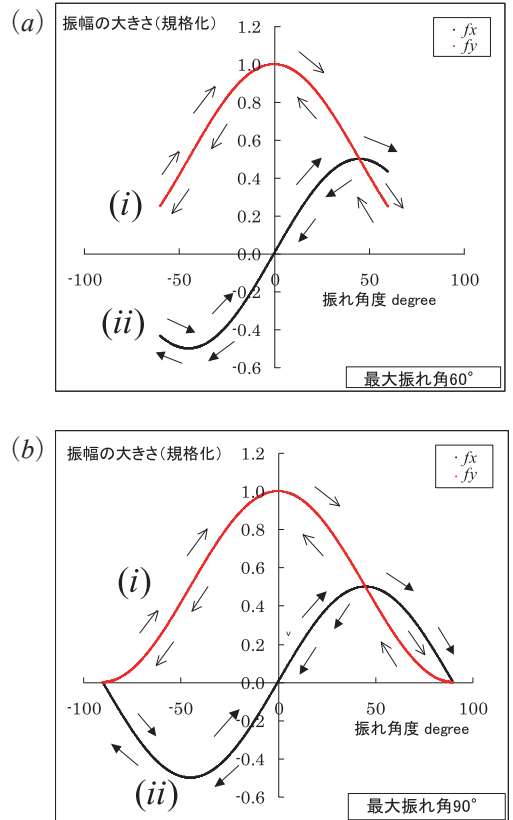 (a)
振幅の大きさ(規格化)
fx
fy
1.2
1.0
0.8
0.6
0.4
0.2
0.0
-0.2
-0.4
-0.6
-100
-50
0
50
100
振れ角度 degree
(i)
(ii)
最大振れ角60°
(b)
振幅の大きさ(規格化)
fx
fy
1.2
1.0
0.8
0.6
0.4
0.2
0.0
-0.2
-0.4
-0.6
-100
-50
0
50
100
振れ角度 degree
(i)
(ii)
v
最大振れ角90°